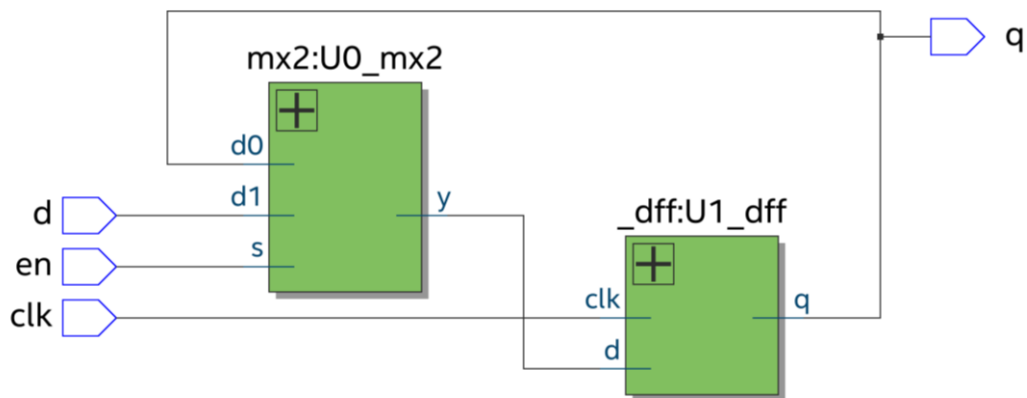 q
mx2:U0_mx2
d0
d
d1
y
_dff:U1_dff
en
s
clk
clk
q
d